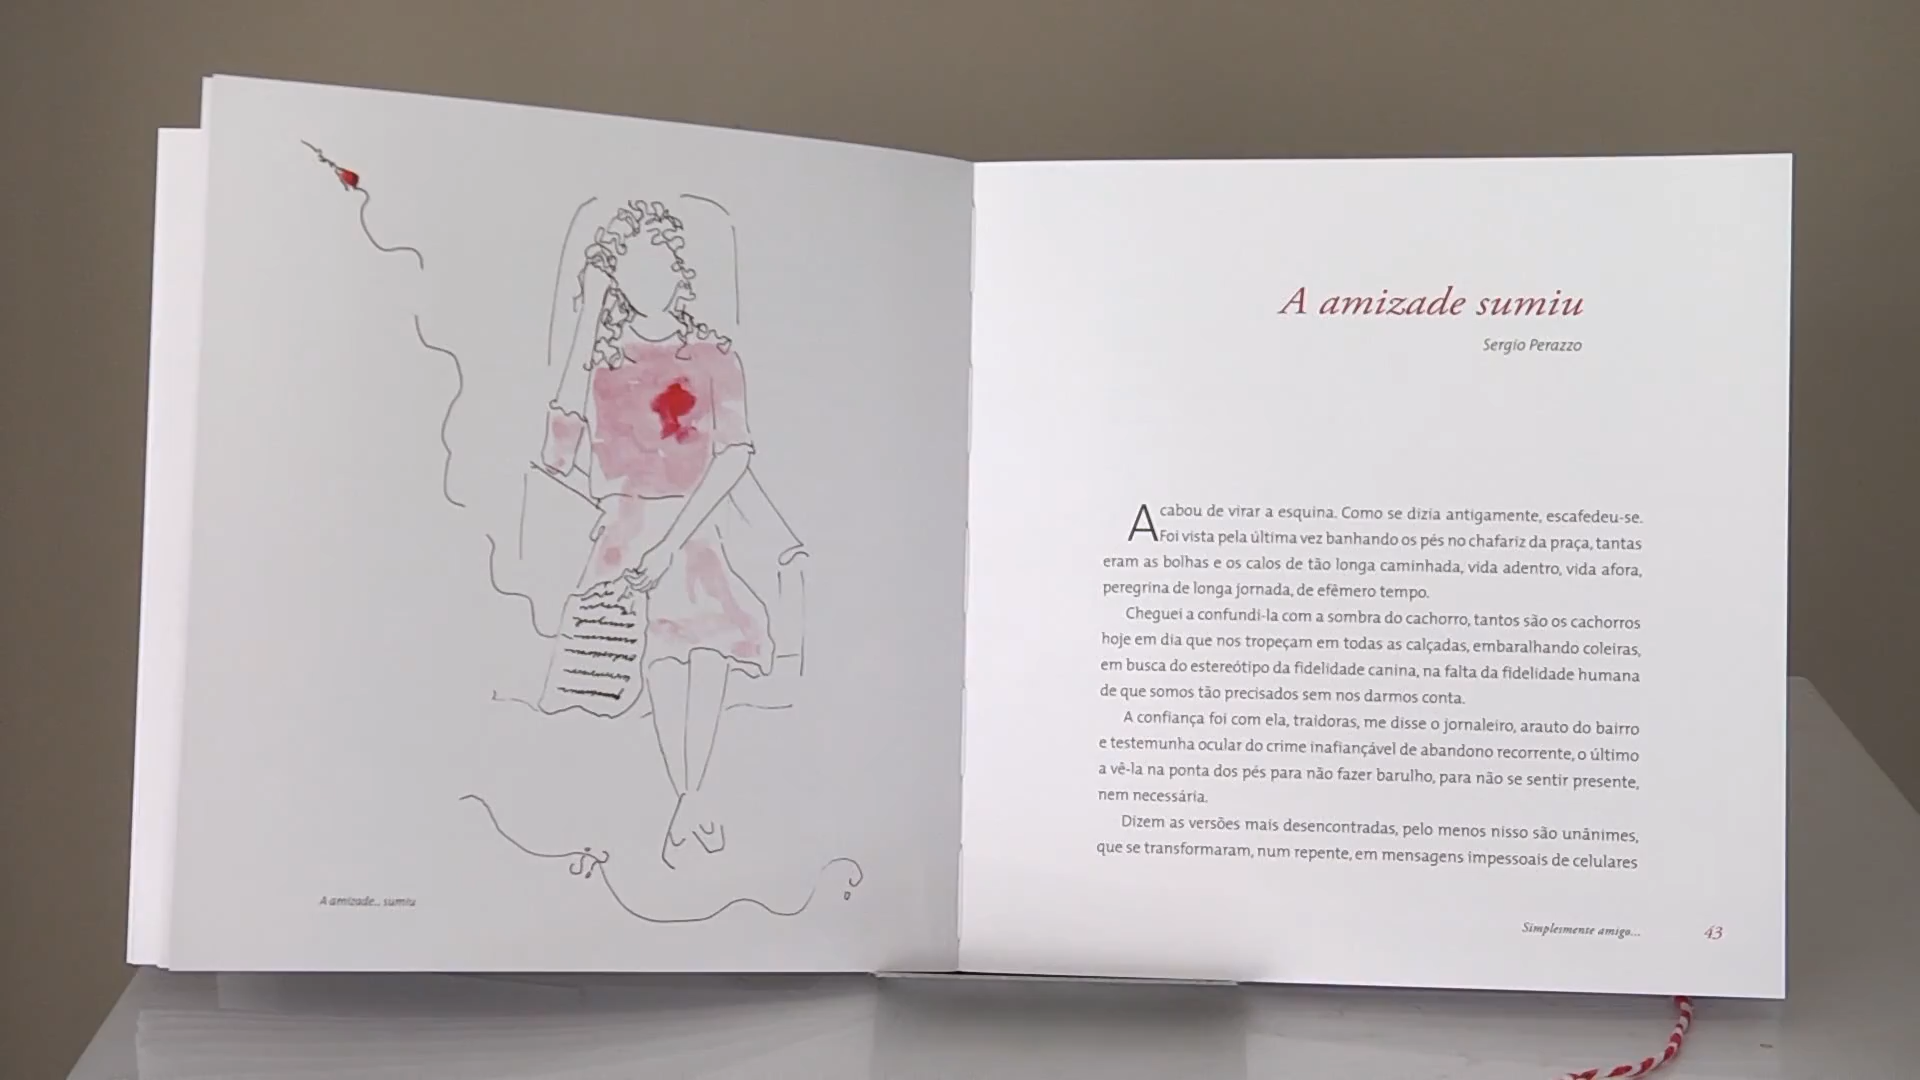 A amizade.. sumiu
A amizade sumiu
Sergio Perazzo
Acabou de virar a esquina. Como se dizia antigamente, escafedeu-se.
Foi vista pela última vez banhando os pés no chafariz da praça, tantas
eram as bolhas e os calos de tão longa caminhada, vida adentro, vida afora,
peregrina de longa jornada, de efêmero tempo.
Cheguei a confundi-la com a sombra do cachorro, tantos são os cachorros
hoje em dia que nos tropeçam em todas as calçadas, embaralhando coleiras,
em busca do estereótipo da fidelidade canina, na falta da fidelidade humana
de que somos tão precisados sem nos darmos conta.
A confiança foi com ela, traidoras, me disse o jornaleiro, arauto do bairro
e testemunha ocular do crime inafiançável de abandono recorrente, o último
a vê-la na ponta dos pés para não fazer barulho, para não se sentir presente,
nem necessária.
Dizem as versões mais desencontradas, pelo menos nisso são unânimes,
que se transformaram, num repente, em mensagens impessoais de celulares
Simplesmente amigo...
43